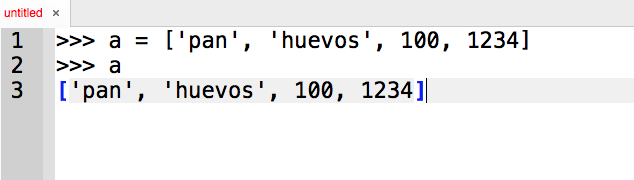 untitled ×
1 >>> a = ['pan', 'huevos', 100, 1234]
2 >>> a
3 ['pan', 'huevos', 100, 1234]